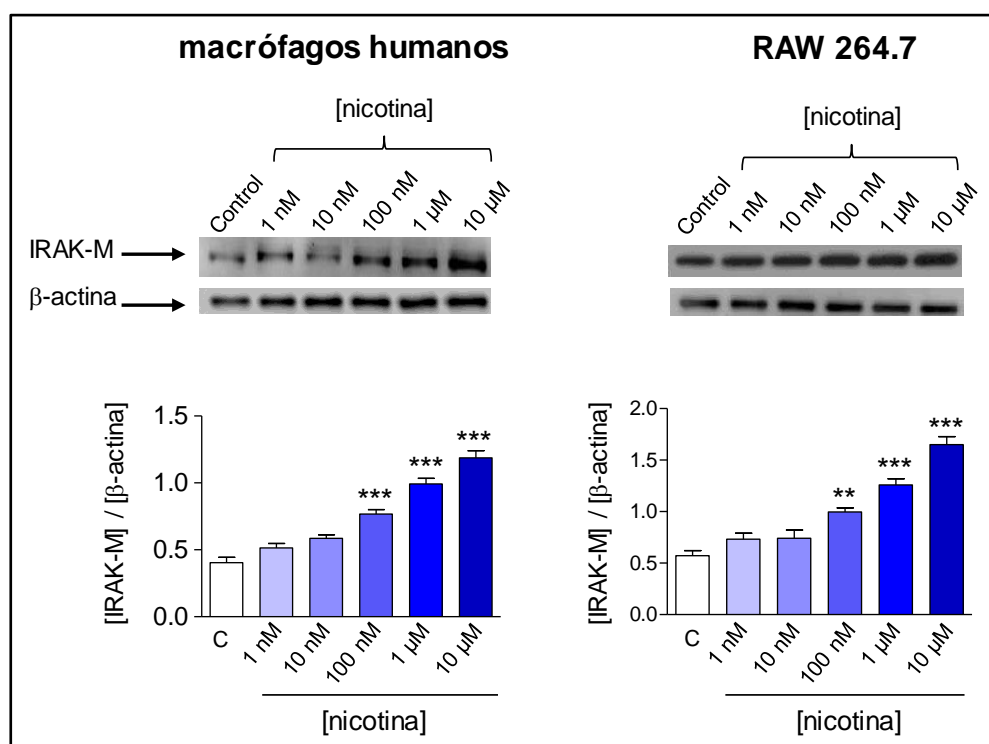 macrófagos humanos
[nicotina]
Control
1 nM
10 nM
100 nM
1 µM
10 µM
IRAK-M
β-actina
[IRAK-M] / [β-actina]
1.5
1.0
0.5
0.0
***
***
***
C
1 nM
10 nM
100 nM
1 µM
10 µM
[nicotina]
RAW 264.7
[nicotina]
Control
1 nM
10 nM
100 nM
1 µM
10 µM
[IRAK-M] / [β-actina]
2.0
1.5
1.0
0.5
0.0
**
***
***
C
1 nM
10 nM
100 nM
1 µM
10 µM
[nicotina]